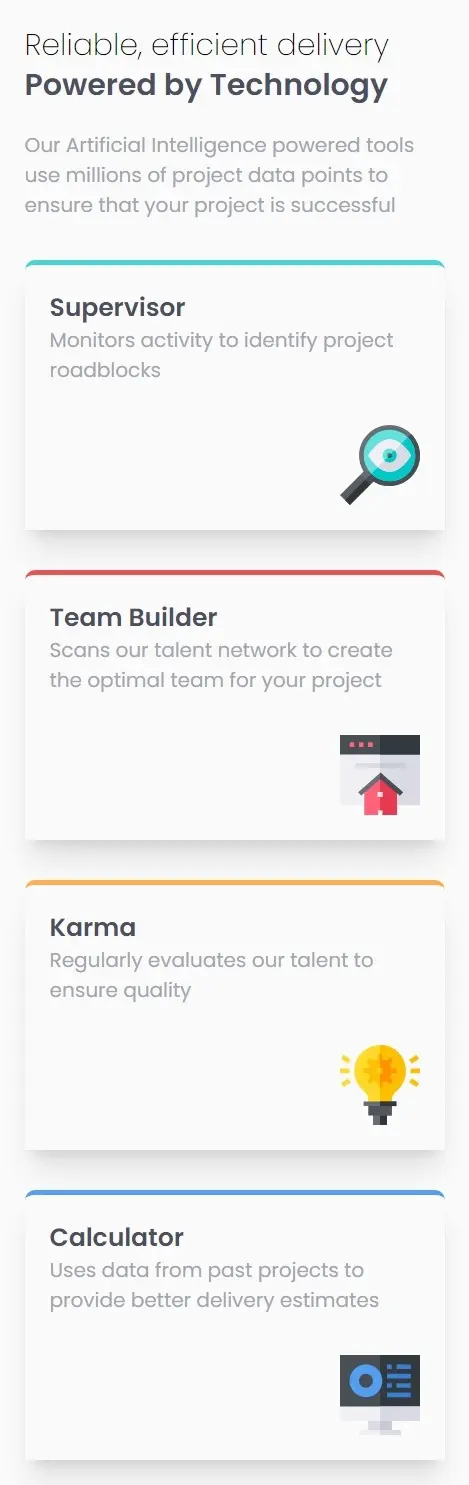 Reliable, efficient delivery
Powered by Technology
Our Artificial Intelligence powered tools
use millions of project data points to
ensure that your project is successful
Supervisor
Monitors activity to identify project
roadblocks
Team Builder
Scans our talent network to create
the optimal team for your project
Karma
Regularly evaluates our talent to
ensure quality
Calculator
Uses data from past projects to
provide better delivery estimates